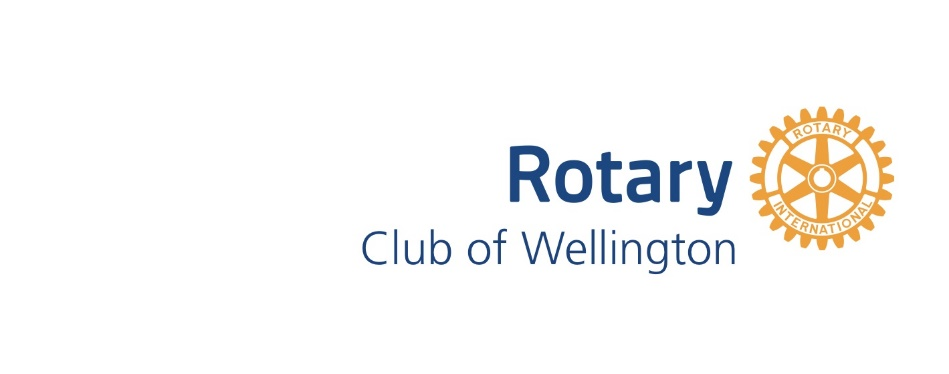 Rotary
Club of Wellington
ROTARY
INTERNATIONAL